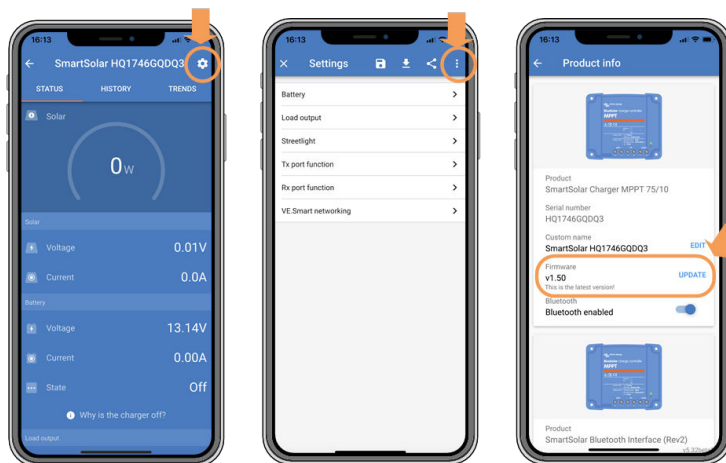 16:13
SmartSolar HQ1746GQDQ3
STATUS HISTORY TRENDS
Solar
0W
Solar
Voltage 0.01V
Current 0.0A
Battery
Voltage 13.14V
Current 0.00A
State Off
Why is the charger off?
Load output
16:13
Settings
Battery
Load output
Streetlight
Tx port function
Rx port function
VE.Smart networking
16:13
Product info
MPPT
Product
SmartSolar Charger MPPT 75/10
Serial number
HQ1746GQDQ3
Custom name
SmartSolar HQ1746GQDQ3 EDIT
Firmware
v1.50 UPDATE
This is the latest version!
Bluetooth
Bluetooth enabled
MPPT
Product
SmartSolar Bluetooth Interface (Rev2)